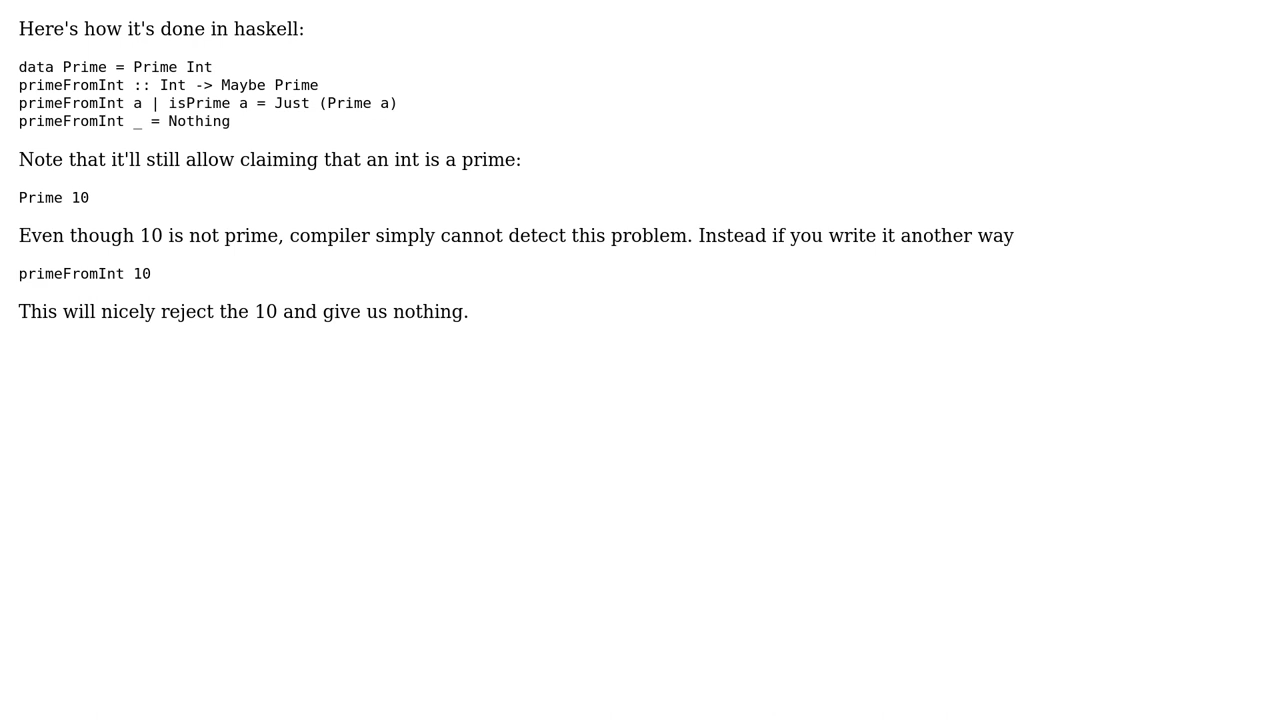 Here's how it's done in haskell:
data Prime = Prime Int
primeFromInt :: Int -> Maybe Prime
primeFromInt a | isPrime a = Just (Prime a)
primeFromInt _ = Nothing
Note that it'll still allow claiming that an int is a prime:
Prime 10
Even though 10 is not prime, compiler simply cannot detect this problem. Instead if you write it another way
primeFromInt 10
This will nicely reject the 10 and give us nothing.